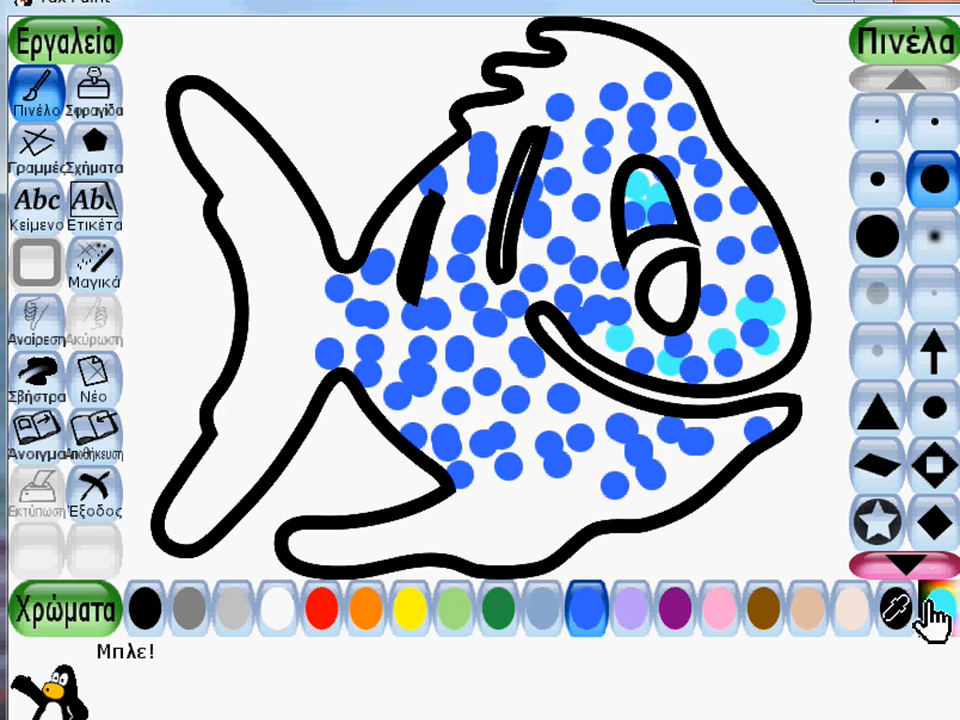 Tux Paint
Εργαλεία
Πινέλα
Πινέλο Σφραγίδα
Γραμμές Σχήματα
Abc Abc
Κείμενο Ετικέτα
Μαγικά
Αναίρεση Ακύρωση
Σβήστρα Νέο
Άνοιγμα Αποθήκευση
Εκτύπωση Έξοδος
Χρώματα
Μπλε!